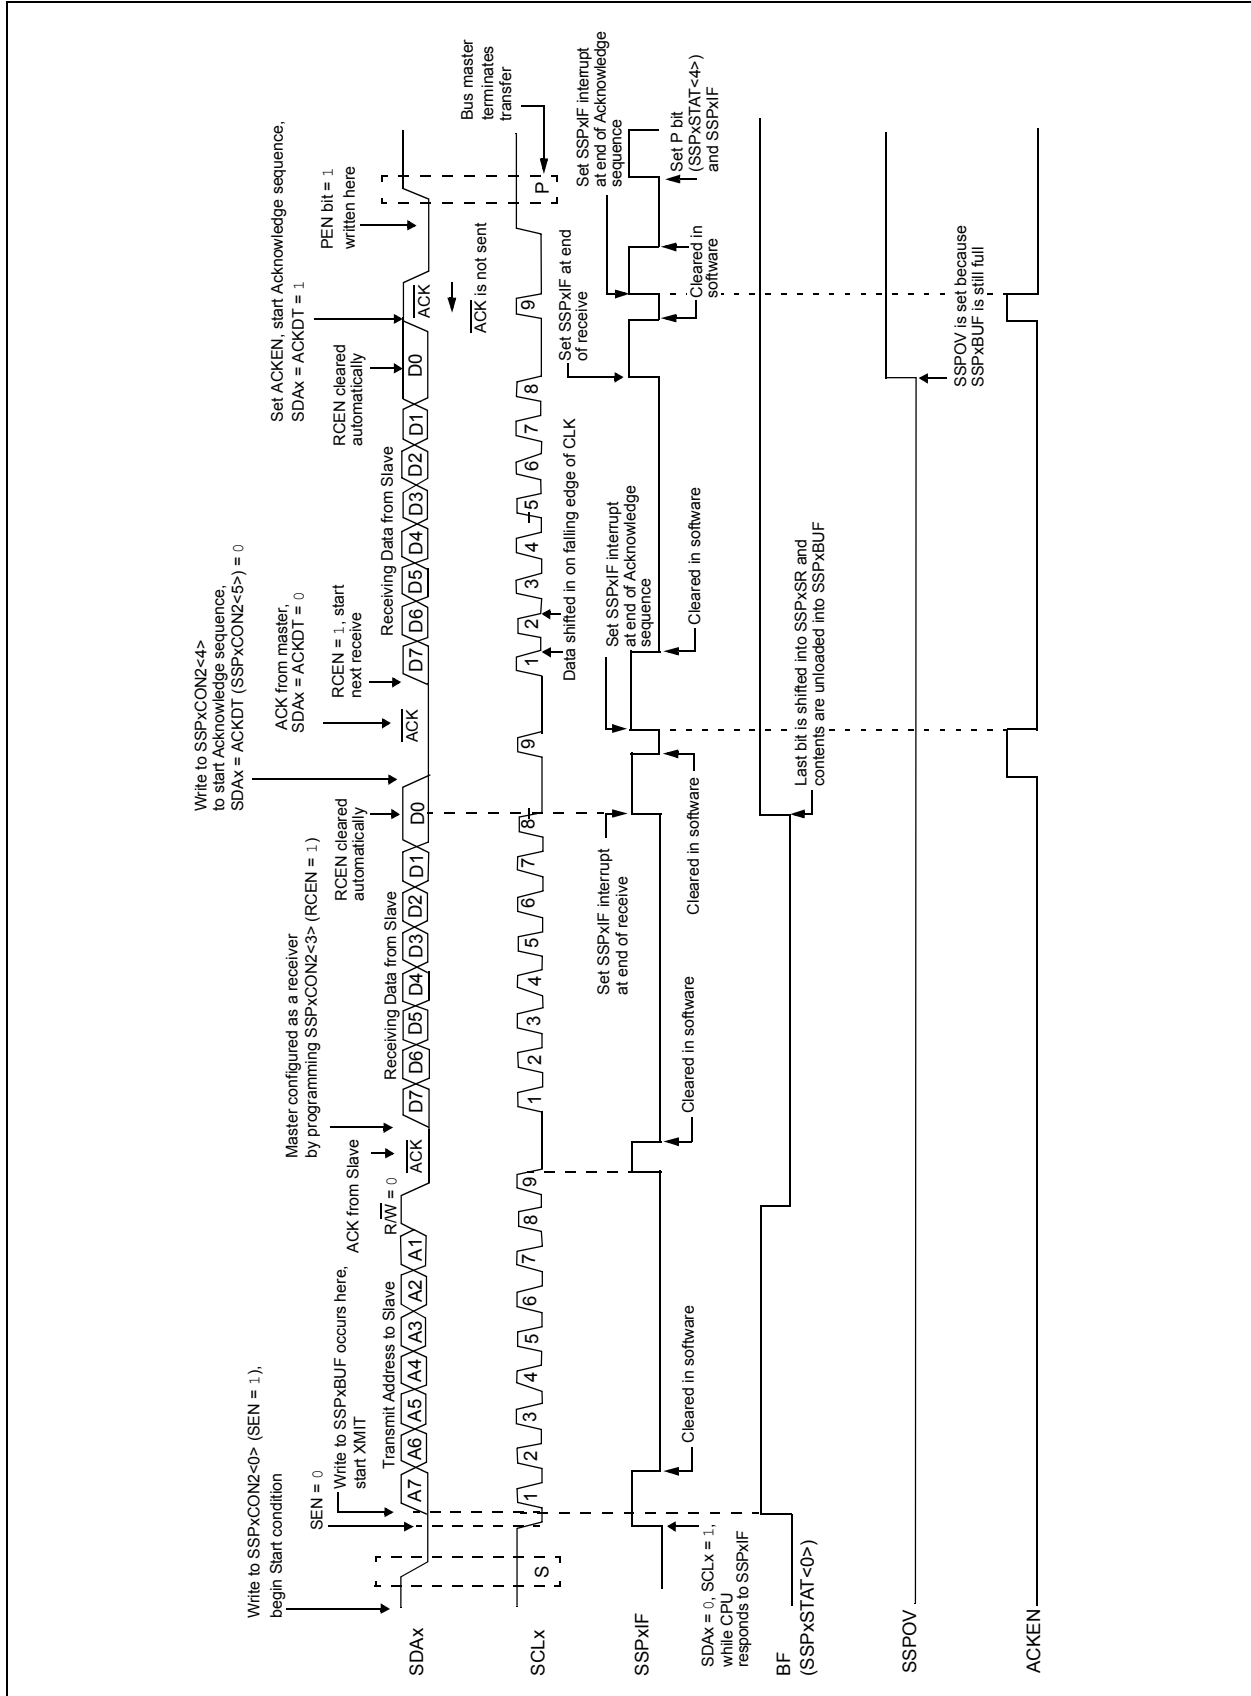 Write to SSPxCON2<0> (SEN = 1),
begin Start condition
SEN = 0
Write to SSPxBUF occurs here,
start XMIT
Transmit Address to Slave
ACK from Slave
R/W = 0
Master configured as a receiver
by programming SSPxCON2<3> (RCEN = 1)
Receiving Data from Slave
RCEN cleared
automatically
Write to SSPxCON2<4>
to start Acknowledge sequence,
SDAx = ACKDT (SSPxCON2<5>) = 0
ACK from master,
SDAx = ACKDT = 0
RCEN = 1, start
next receive
Receiving Data from Slave
RCEN cleared
automatically
Set ACKEN, start Acknowledge sequence,
SDAx = ACKDT = 1
PEN bit = 1
written here
SDAx
A7 A6 A5 A4 A3 A2 A1 ACK D7 D6 D5 D4 D3 D2 D1 D0 ACK D7 D6 D5 D4 D3 D2 D1 D0 ACK
ACK is not sent
Bus master
terminates
transfer
SCLx
S 1 2 3 4 5 6 7 8 9 1 2 3 4 5 6 7 8 9 1 2 3 4 5 6 7 8 9 P
Data shifted in on falling edge of CLK
Set SSPxIF interrupt
at end of receive
Set SSPxIF interrupt
at end of Acknowledge
sequence
Set SSPxIF at end
of receive
Set SSPxIF interrupt
at end of Acknowledge
sequence
SSPxIF
Cleared in software
Cleared in software
Cleared in software
Cleared in software
Cleared in
software
Set P bit
(SSPxSTAT<4>)
and SSPxIF
SDAx = 0, SCLx = 1,
while CPU
responds to SSPxIF
BF
(SSPxSTAT<0>)
Last bit is shifted into SSPxSR and
contents are unloaded into SSPxBUF
SSPOV
SSPOV is set because
SSPxBUF is still full
ACKEN